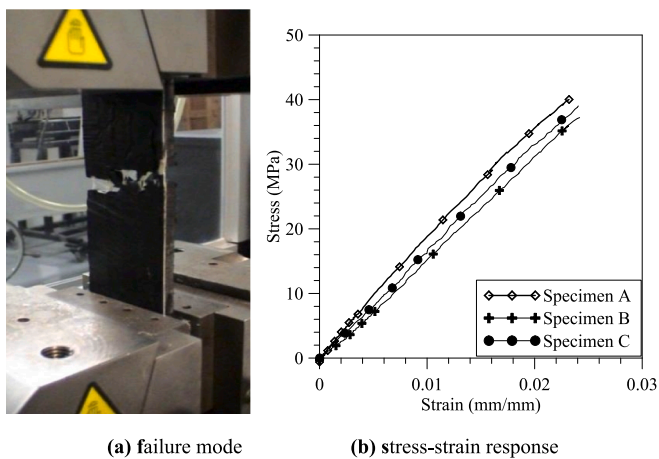 50
40
30
20
10
0
Stress (MPa)
Specimen A
Specimen B
Specimen C
0
0.01
0.02
0.03
Strain (mm/mm)
(a) failure mode
(b) stress-strain response